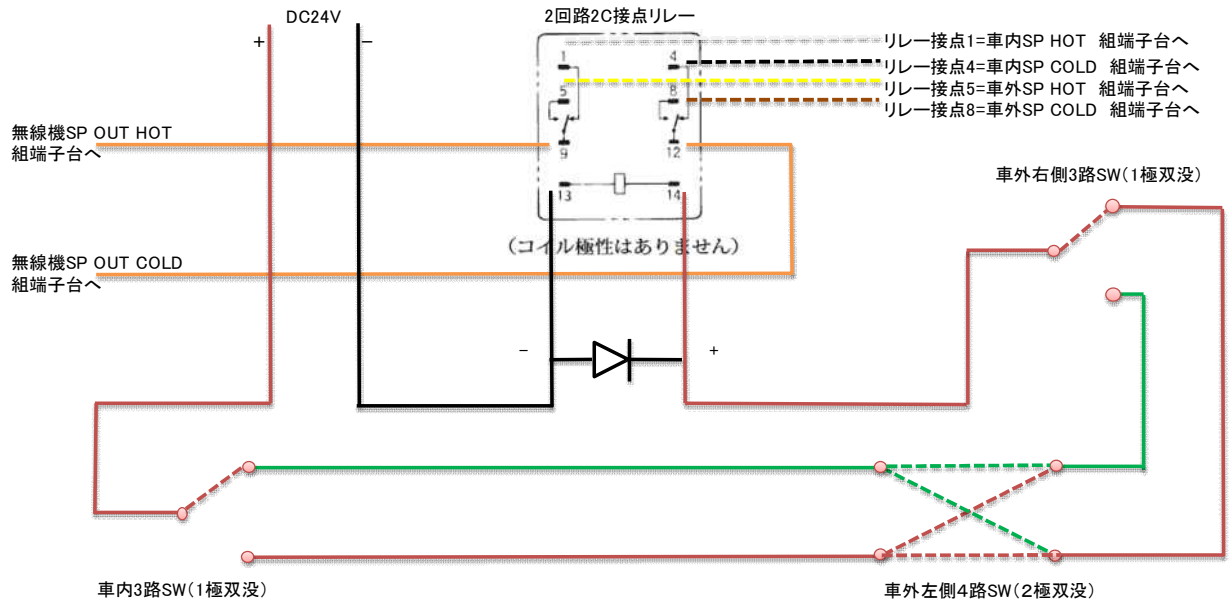 DC24V
+
−
2回路2C接点リレー
1
4
5
8
9
12
13
14
(コイル極性はありません)
リレー接点1=車内SP HOT 組端子台へ
リレー接点4=車内SP COLD 組端子台へ
リレー接点5=車外SP HOT 組端子台へ
リレー接点8=車外SP COLD 組端子台へ
無線機SP OUT HOT
組端子台へ
無線機SP OUT COLD
組端子台へ
車外右側3路SW(1極双没)
−
+
車内3路SW(1極双没)
車外左側4路SW(2極双没)